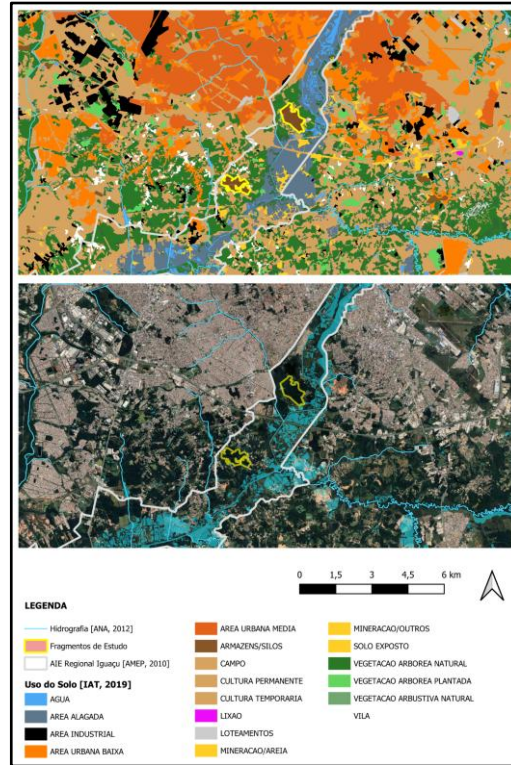 0 1,5 3 4,5 6 km
LEGENDA
Hidrografia [ANA, 2012]
Fragmentos de Estudo
AIE Regional Iguaçu [AMEP, 2010]
Uso do Solo [IAT, 2019]
AGUA
AREA ALAGADA
AREA INDUSTRIAL
AREA URBANA BAIXA
AREA URBANA MEDIA
ARMAZENS/SILOS
CAMPO
CULTURA PERMANENTE
CULTURA TEMPORARIA
LIXAO
LOTEAMENTOS
MINERACAO/AREIA
MINERACAO/OUTROS
SOLO EXPOSTO
VEGETACAO ARBOREA NATURAL
VEGETACAO ARBOREA PLANTADA
VEGETACAO ARBUSTIVA NATURAL
VILA